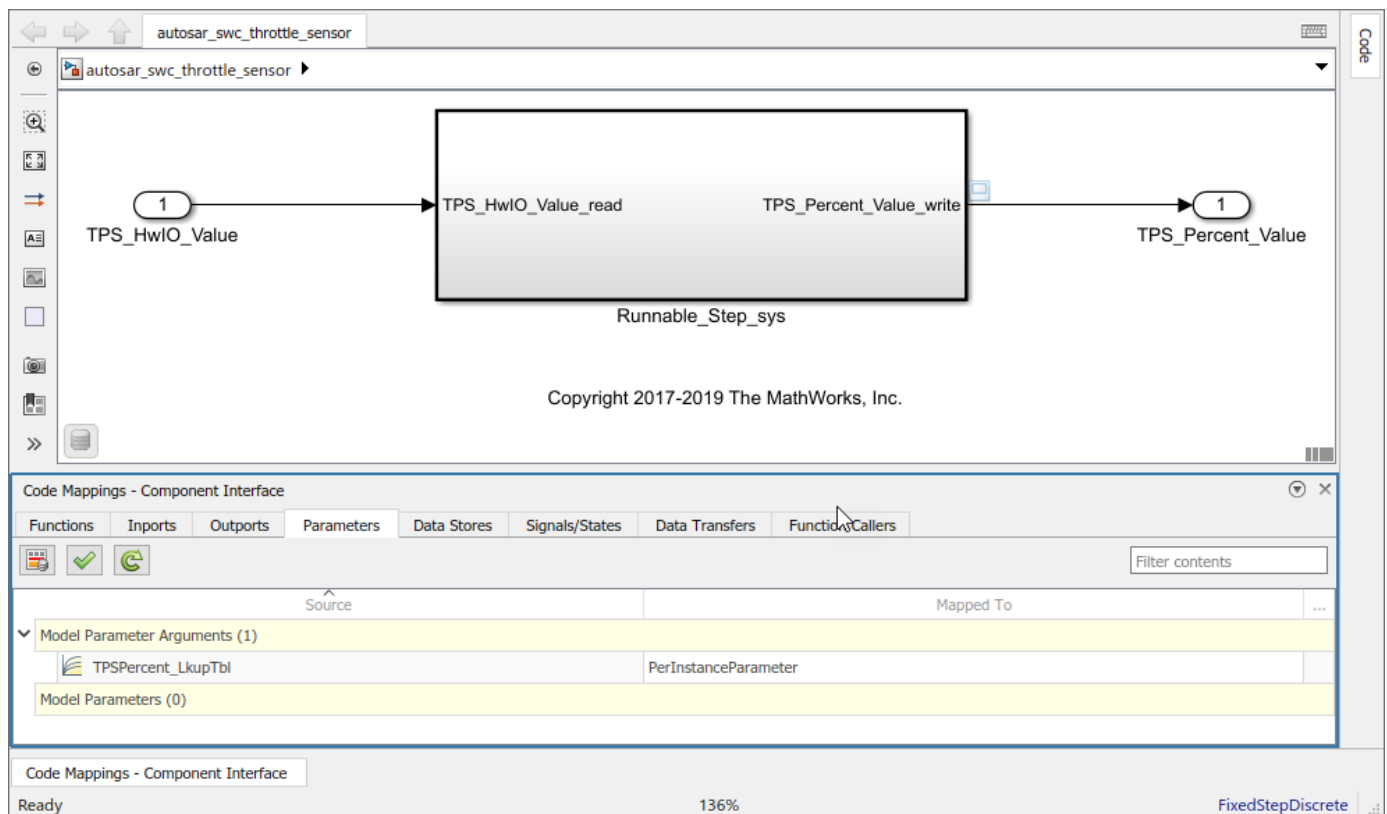 autosar_swc_throttle_sensor
Code
autosar_swc_throttle_sensor
1
TPS_HwIO_Value
TPS_HwIO_Value_read
TPS_Percent_Value_write
Runnable_Step_sys
1
TPS_Percent_Value
Copyright 2017-2019 The MathWorks, Inc.
Code Mappings - Component Interface
Functions Inports Outports Parameters Data Stores Signals/States Data Transfers Function Callers
Filter contents
Source Mapped To ...
Model Parameter Arguments (1)
TPSPercent_LkupTbl PerInstanceParameter
Model Parameters (0)
Code Mappings - Component Interface
Ready 136% FixedStepDiscrete